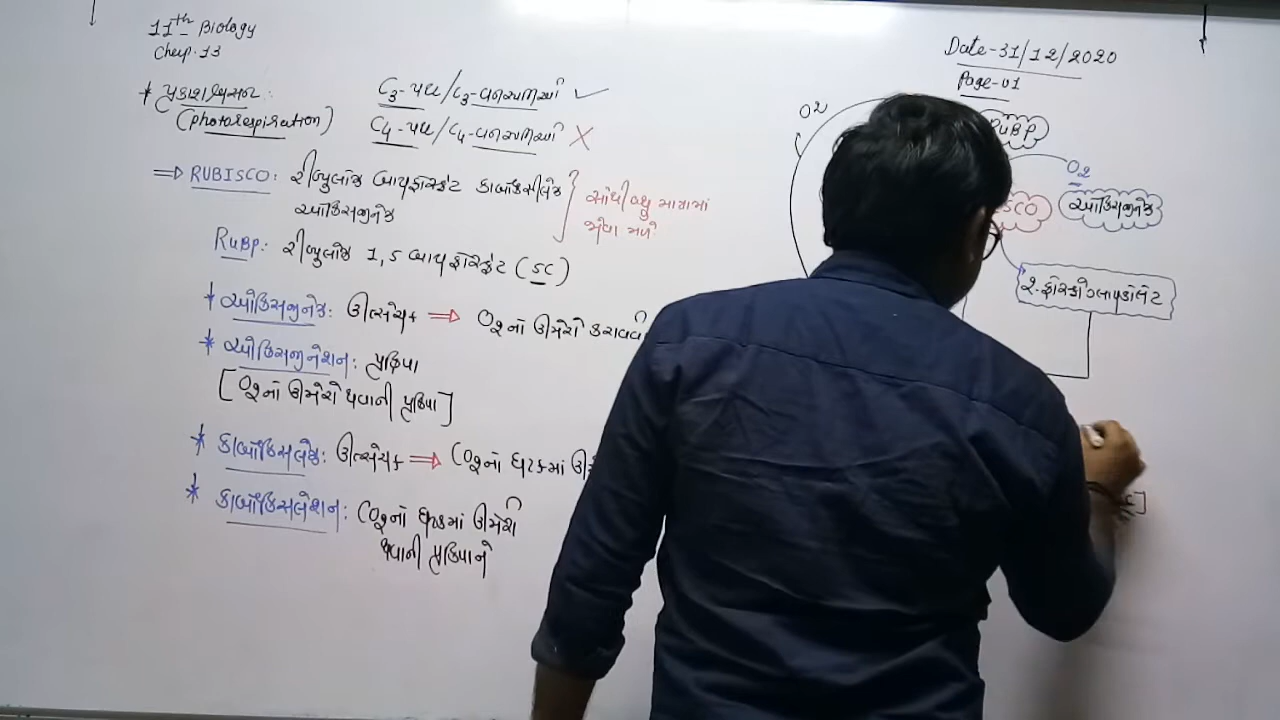 11th Biology
Chep. 13
* પ્રકાશશ્વસન :
(photorespiration)
C3-પથ/C3-વનસ્પતિઓ ✓
C4-પથ/C4-વનસ્પતિઓ X
⇒ RUBISCO: રીબ્યુલોઝ બાયફોસ્ફેટ કાર્બોક્સીલેઝ
ઓક્સિજીનેઝ
સૌથી વધુ માત્રામાં
જોવા મળે
RuBP: રીબ્યુલોઝ 1,5 બાયફોસ્ફેટ (5C)
* ઓક્સિજીનેઝ: ઉત્સેચક ⇒ O2નો ઉમેરો કરાવવી
* ઓક્સિજીનેશન: પ્રક્રિયા
[O2નો ઉમેરો થવાની પ્રક્રિયા]
* કાર્બોક્સિલેઝ: ઉત્સેચક ⇒ CO2નો ઘટકમાં
* કાર્બોક્સિલેશન: CO2નો ઘટકમાં ઉમેરો
થવાની પ્રક્રિયાને
Date-31/12/2020
Page-01
O2
RuBP
O2
SCO
ઓક્સિજીનેઝ
2-ફોસ્ફોગ્લાયકોલેટ